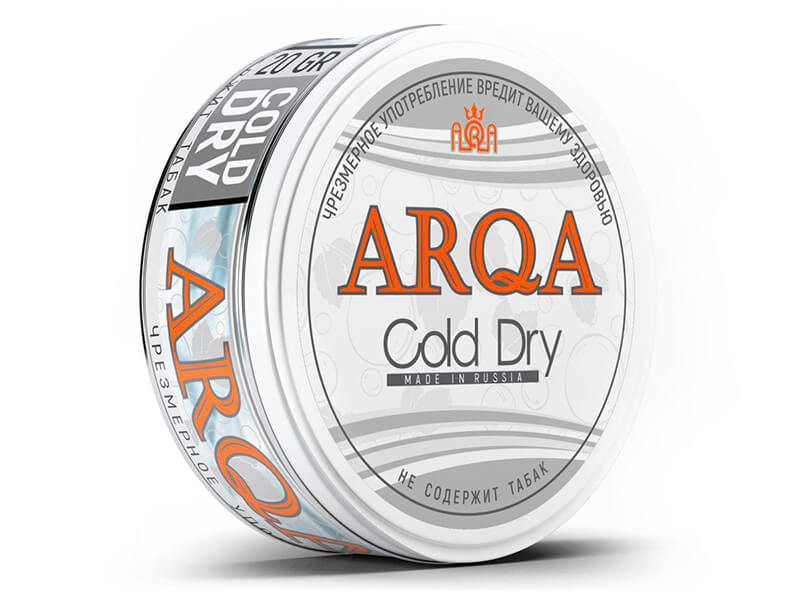 ЧРЕЗМЕРНОЕ УПОТРЕБЛЕНИЕ ВРЕДИТ ВАШЕМУ ЗДОРОВЬЮ
ARQA
ARQA
Cold Dry
MADE IN RUSSIA
НЕ СОДЕРЖИТ ТАБАК
20 GR
COLD
DRY
ТАБАК
ARQA
ЧРЕЗМЕРНОЕ